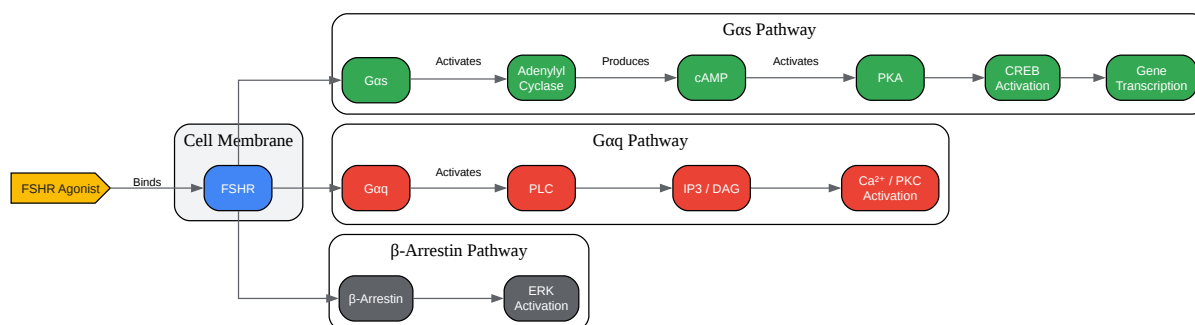 Gαs Pathway
Gαs
Activates
Adenylyl
Cyclase
Produces
cAMP
Activates
PKA
CREB
Activation
Gene
Transcription
Cell Membrane
FSHR Agonist
Binds
FSHR
Gαq Pathway
Gαq
Activates
PLC
IP3 / DAG
Ca²⁺ / PKC
Activation
β-Arrestin Pathway
β-Arrestin
ERK
Activation